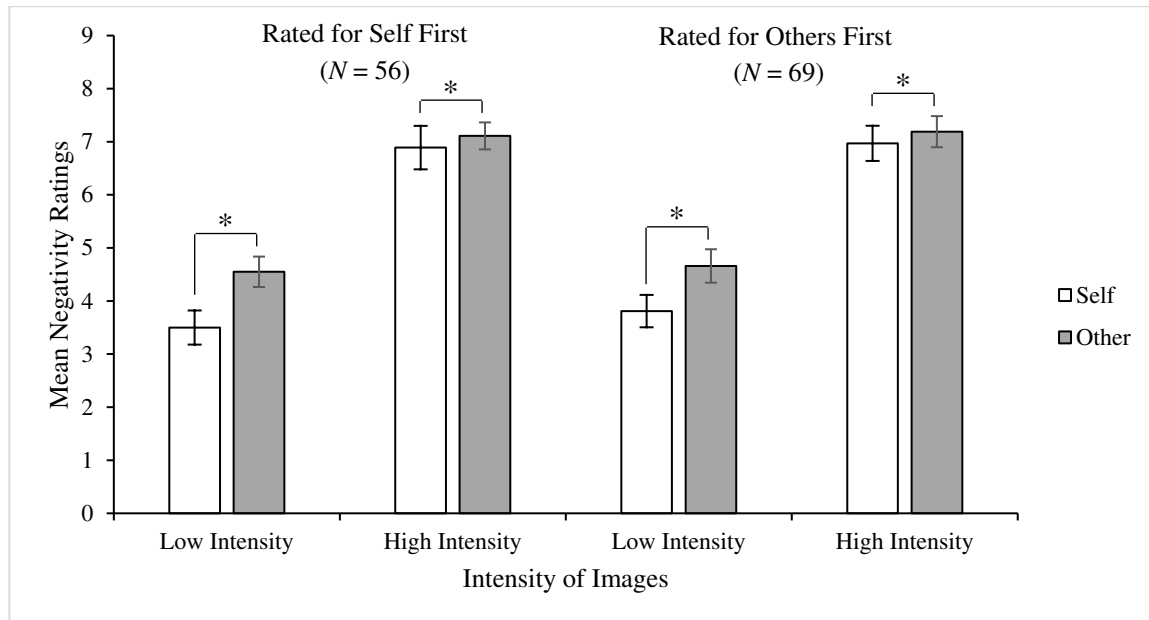 Rated for Self First
(N = 56)
Rated for Others First
(N = 69)
9
8
7
6
5
4
3
2
1
0
Mean Negativity Ratings
*
*
*
*
Self
Other
Low Intensity High Intensity Low Intensity High Intensity
Intensity of Images